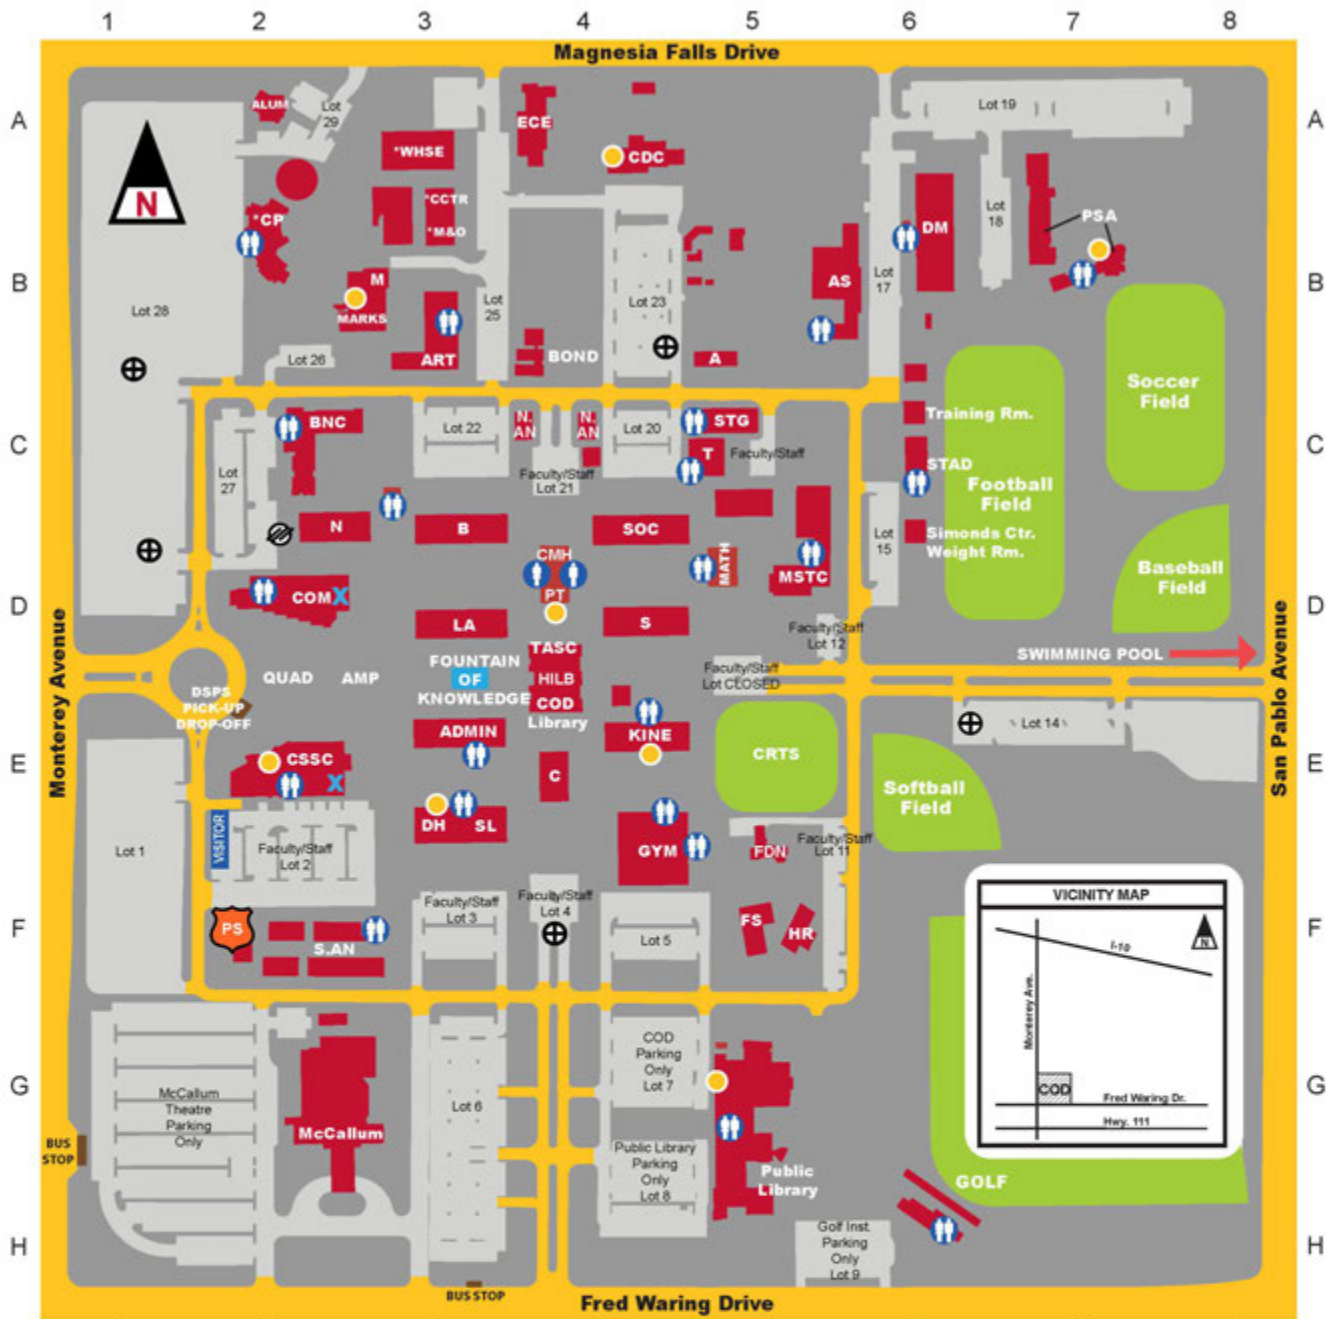 1 2 3 4 5 6 7 8
Magnesia Falls Drive
A
A
ALUM
Lot
29
ECE
Lot 19
*WHSE
CDC
N
*CP
*CCTR
*M&O
DM
Lot
18
PSA
B
B
M
MARKS
Lot 28
Lot
25
Lot 23
AS
Lot
17
Lot 26
ART
BOND
A
Soccer
Field
BNC
Lot 22
N.
AN
N.
AN
Lot 20
STG
Training Rm.
C
C
Lot
27
Faculty/Staff
Lot 21
T
Faculty/Staff
STAD
Football
Field
N
B
SOC
Lot
15
Simonds Ctr.
Weight Rm.
CMH
PT
MATH
MSTC
Baseball
Field
D
D
COM
X
LA
S
Faculty/Staff
Lot 12
Monterey Avenue
San Pablo Avenue
TASC
HILB
COD
Library
FOUNTAIN
OF
KNOWLEDGE
Faculty/Staff
Lot CLOSED
SWIMMING POOL
QUAD
AMP
DSPS
PICK-UP
DROP-OFF
ADMIN
KINE
Lot 14
E
E
CSSC
X
C
CRTS
Softball
Field
DH
SL
Lot 1
VISITOR
Faculty/Staff
Lot 2
GYM
FDN
Faculty/Staff
Lot 11
VICINITY MAP
Faculty/Staff
Lot 3
Faculty/Staff
Lot 4
F
F
PS
S.AN
Lot 5
FS
HR
N
I-10
Monterey Ave.
COD
Fred Waring Dr.
Hwy. 111
COD
Parking
Only
Lot 7
G
G
McCallum
Theatre
Parking
Only
Lot 6
McCallum
BUS
STOP
Public Library
Parking
Only
Lot 8
Public
Library
GOLF
H
H
Golf Inst.
Parking
Only
Lot 9
BUS STOP
Fred Waring Drive